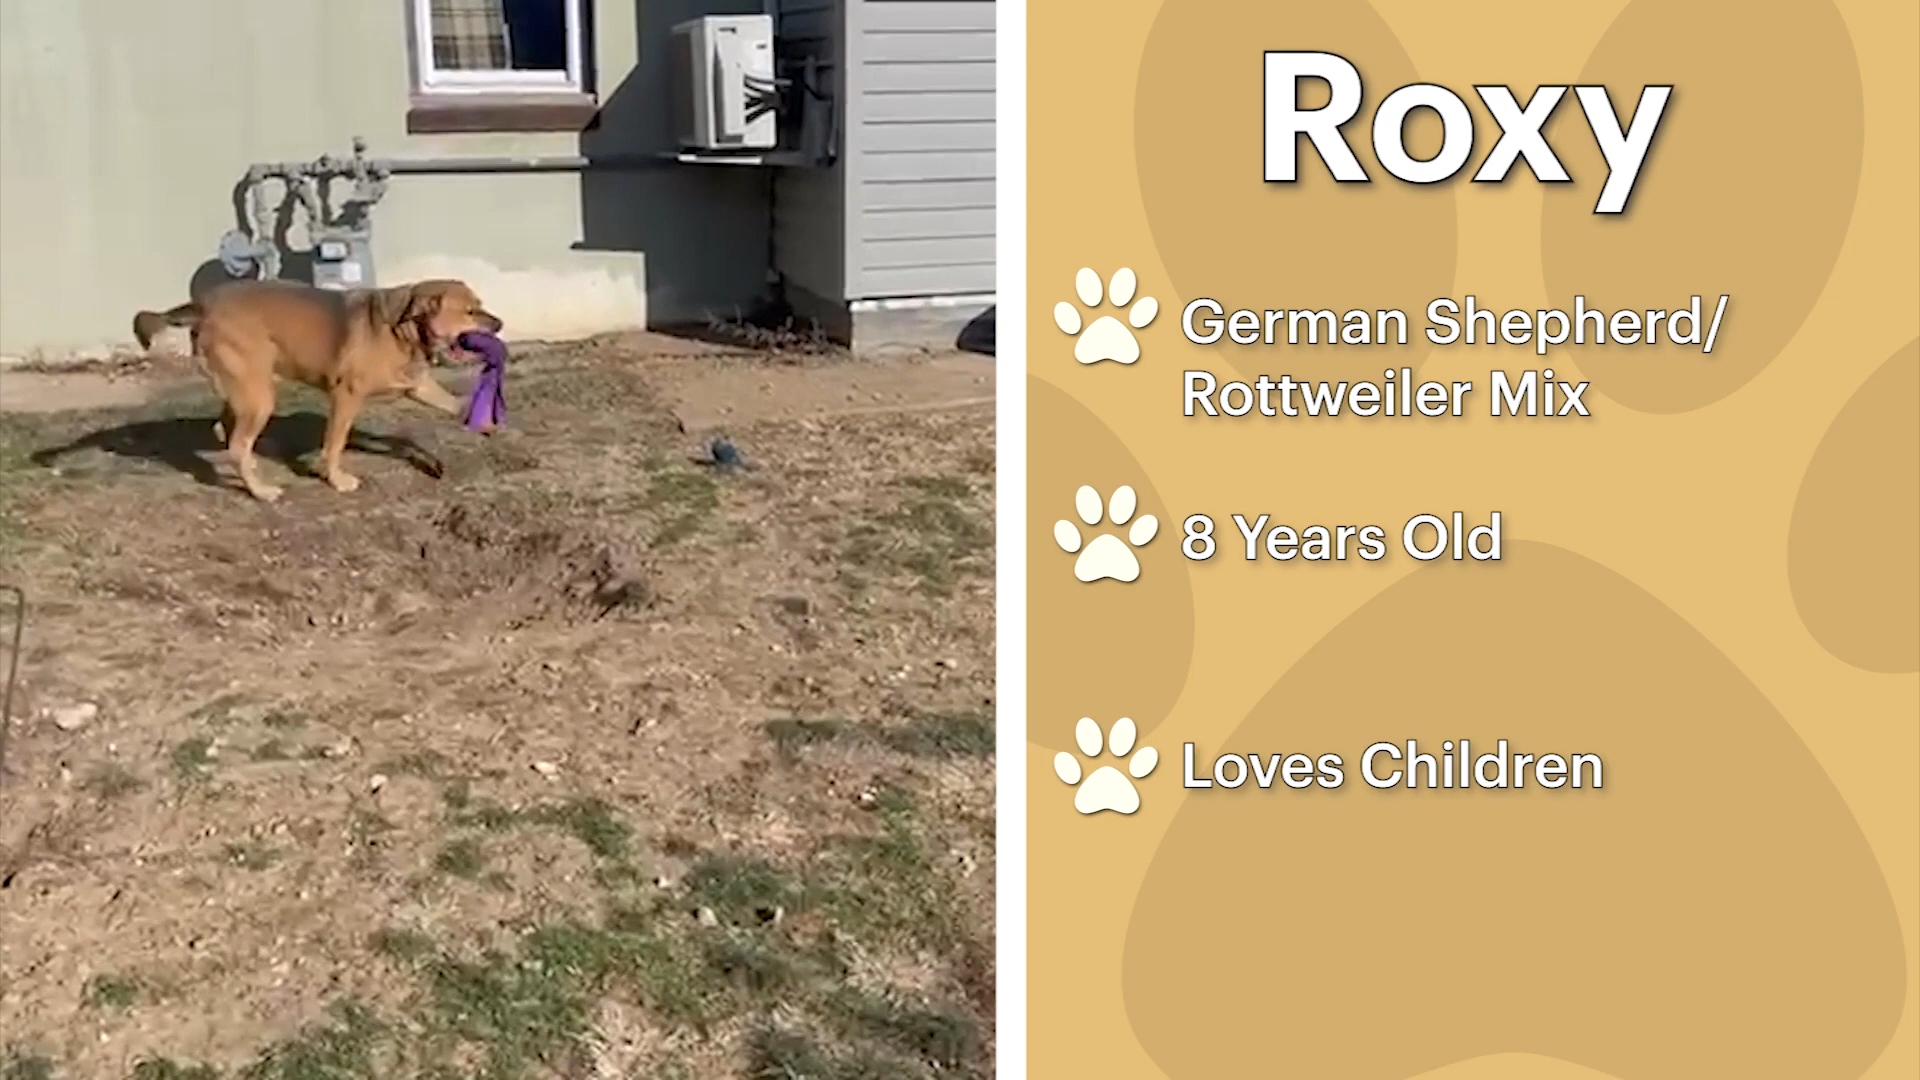 Roxy
German Shepherd/
Rottweiler Mix
8 Years Old
Loves Children